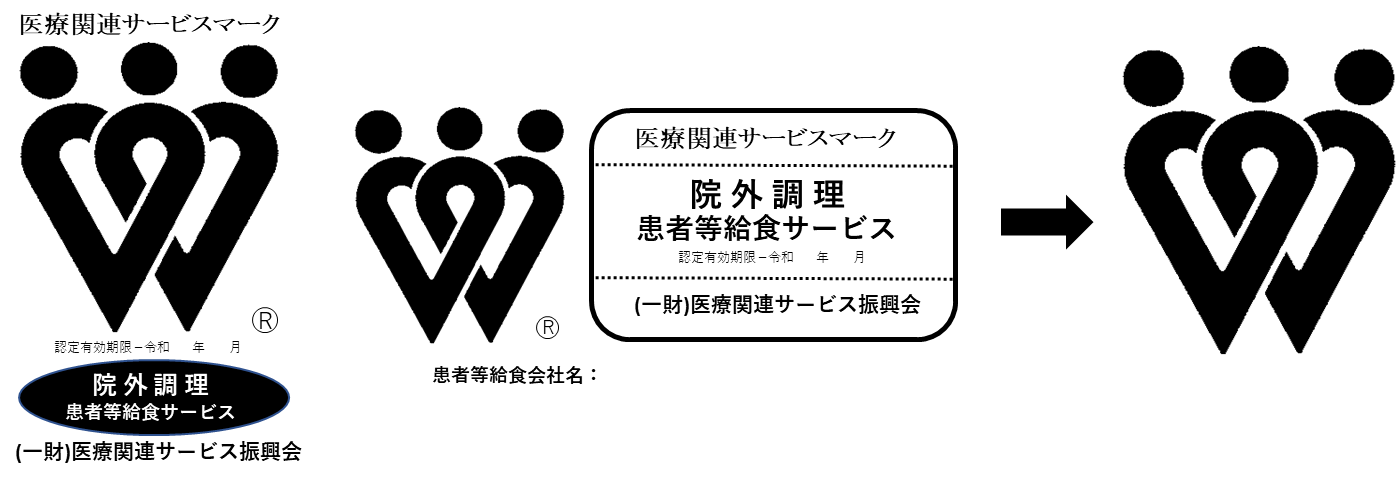 医療関連サービスマーク
®
認定有効期限−令和　年　月
院外調理
患者等給食サービス
(一財)医療関連サービス振興会
®
患者等給食会社名：
医療関連サービスマーク
院外調理
患者等給食サービス
認定有効期限−令和　年　月
(一財)医療関連サービス振興会